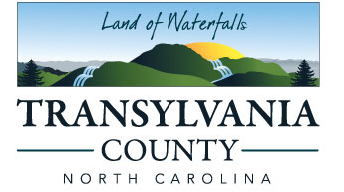 Land of Waterfalls
TRANSYLVANIA
COUNTY
NORTH CAROLINA